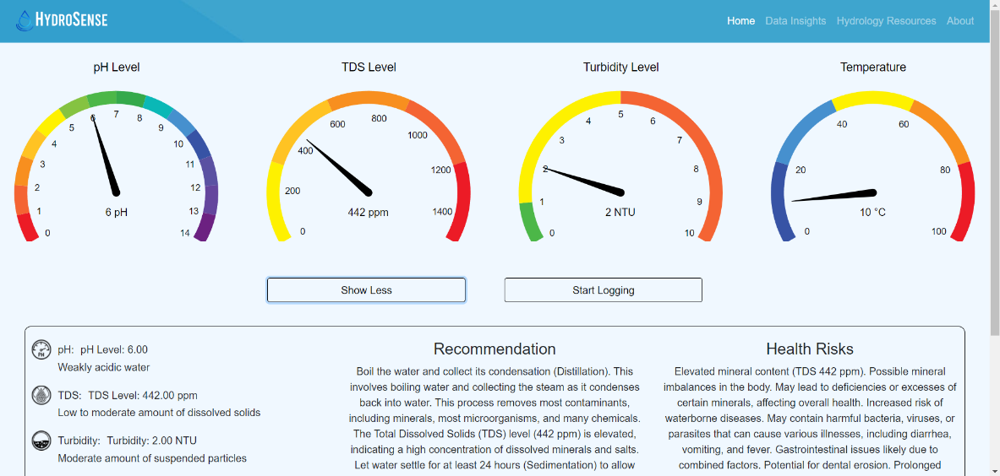 HYDROSENSE
Home Data Insights Hydrology Resources About
pH Level
0 1 2 3 4 5 6 7 8 9 10 11 12 13 14
6 pH
TDS Level
0 200 400 600 800 1000 1200 1400
442 ppm
Turbidity Level
0 1 2 3 4 5 6 7 8 9 10
2 NTU
Temperature
0 20 40 60 80 100
10 °C
Show Less
Start Logging
PH
pH: pH Level: 6.00
Weakly acidic water
TDS: TDS Level: 442.00 ppm
Low to moderate amount of dissolved solids
Turbidity: Turbidity: 2.00 NTU
Moderate amount of suspended particles
Recommendation
Boil the water and collect its condensation (Distillation). This
involves boiling water and collecting the steam as it condenses
back into water. This process removes most contaminants,
including minerals, most microorganisms, and many chemicals.
The Total Dissolved Solids (TDS) level (442 ppm) is elevated,
indicating a high concentration of dissolved minerals and salts.
Let water settle for at least 24 hours (Sedimentation) to allow
Health Risks
Elevated mineral content (TDS 442 ppm). Possible mineral
imbalances in the body. May lead to deficiencies or excesses of
certain minerals, affecting overall health. Increased risk of
waterborne diseases. May contain harmful bacteria, viruses, or
parasites that can cause various illnesses, including diarrhea,
vomiting, and fever. Gastrointestinal issues likely due to
combined factors. Potential for dental erosion. Prolonged